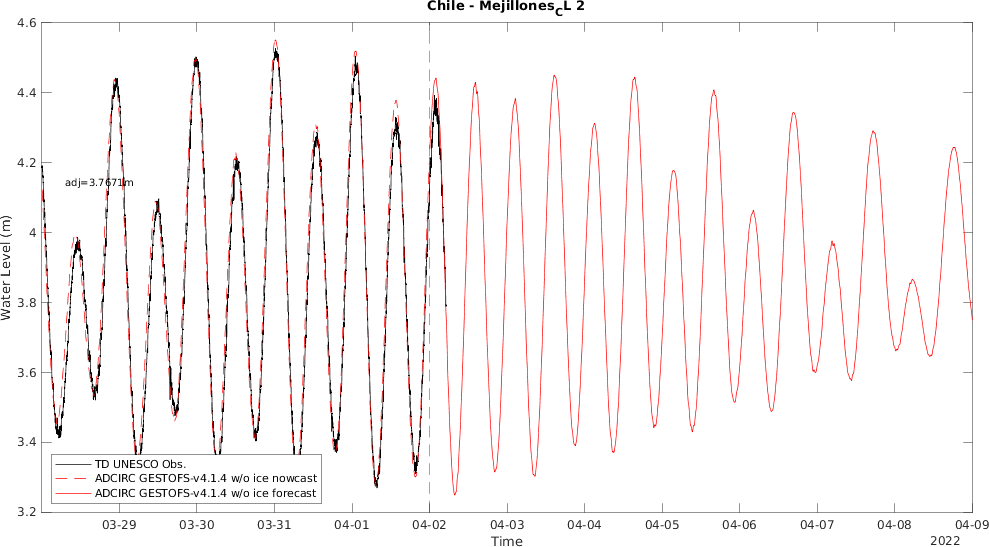 Chile - Mejillones_CL 2
Water Level (m)
4.6
4.4
4.2
4
3.8
3.6
3.4
3.2
adj=3.7671m
TD UNESCO Obs.
ADCIRC GESTOFS-v4.1.4 w/o ice nowcast
ADCIRC GESTOFS-v4.1.4 w/o ice forecast
03-29 03-30 03-31 04-01 04-02 04-03 04-04 04-05 04-06 04-07 04-08 04-09
Time
2022